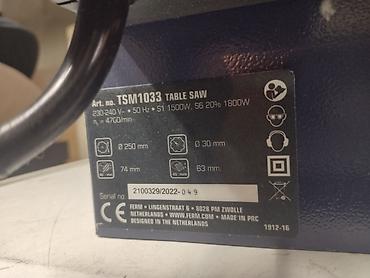 Art. no. TSM1033 TABLE SAW
230-240 V~ • 50 Hz • S1 1500W, S6 20% 1800W
n₀ = 4700/min
Ø 250 mm
Ø 30 mm
74 mm
63 mm
Serial no: 2100329/2022-049
CE
FERM • LINGENSTRAAT 6 • 8028 PM ZWOLLE
NETHERLANDS • WWW.FERM.COM • MADE IN PRC
DESIGNED IN THE NETHERLANDS
1912-16